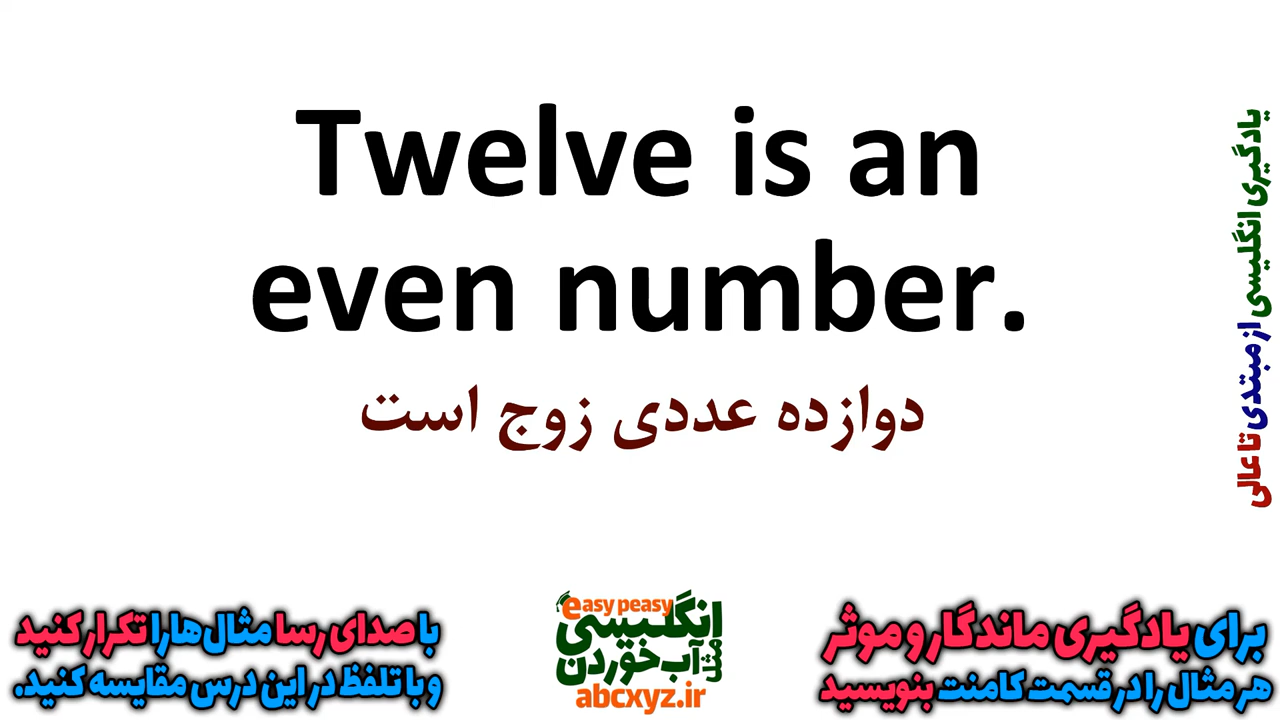 Twelve is an
even number.
دوازده عددی زوج است
یادگیری انگلیسی از مبتدی تا عالی
با صدای رسا مثال‌ها را تکرار کنید
و با تلفظ در این درس مقایسه کنید.
easy peasy
انگلیسی
مثل آب خوردن
abcxyz.ir
برای یادگیری ماندگار و موثر
هر مثال را در قسمت کامنت بنویسید